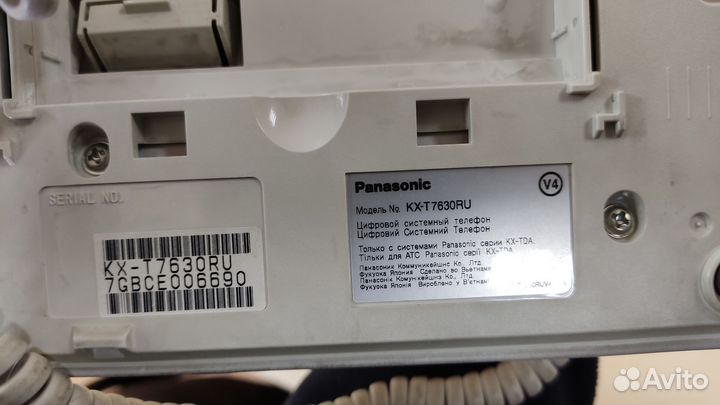 SERIAL NO.
KX-T7630RU
7GBCE006690
Panasonic
V4
Модель No. KX-T7630RU
Цифровой системный телефон
Цифровий Системний Телефон
Только с системами Panasonic серии KX-TDA.
Тільки для АТС Panasonic серії KX-TDA.
Панасоник Коммуникейшнс Ко., Лтд.
Фукуока Япония Сделано во Вьетнаме
Панасонік Комунікейшнс Ко., Лтд.
Фукуока Японія Вироблено у В'єтнамі
Avito